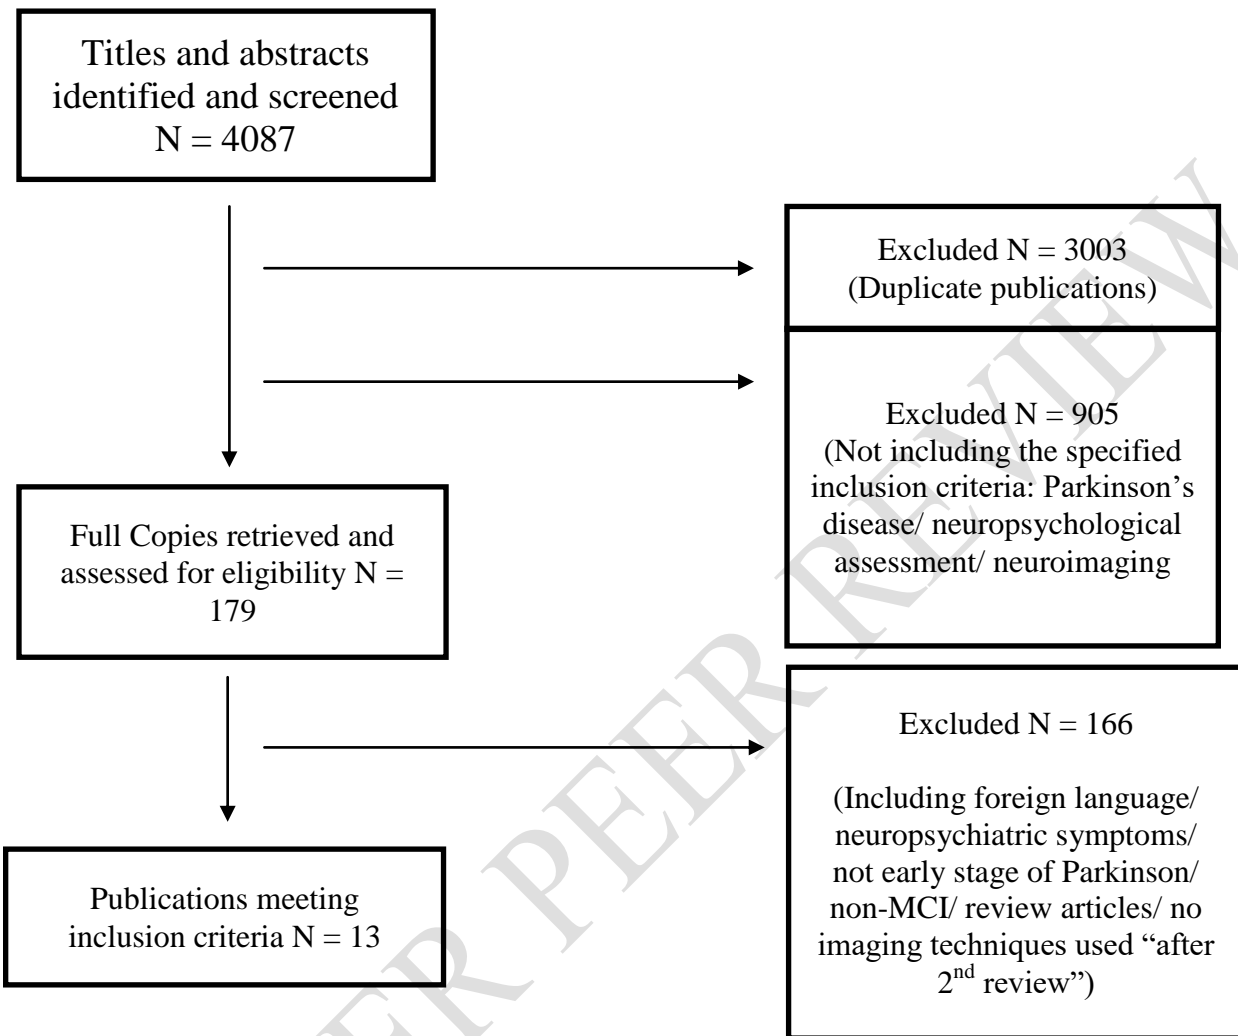 Titles and abstracts
identified and screened
N = 4087
Excluded N = 3003
(Duplicate publications)
Excluded N = 905
(Not including the specified
inclusion criteria: Parkinson’s
disease/ neuropsychological
assessment/ neuroimaging
Full Copies retrieved and
assessed for eligibility N =
179
Excluded N = 166
(Including foreign language/
neuropsychiatric symptoms/
not early stage of Parkinson/
non-MCI/ review articles/ no
imaging techniques used “after
2nd review”)
Publications meeting
inclusion criteria N = 13
PEER REVIEW